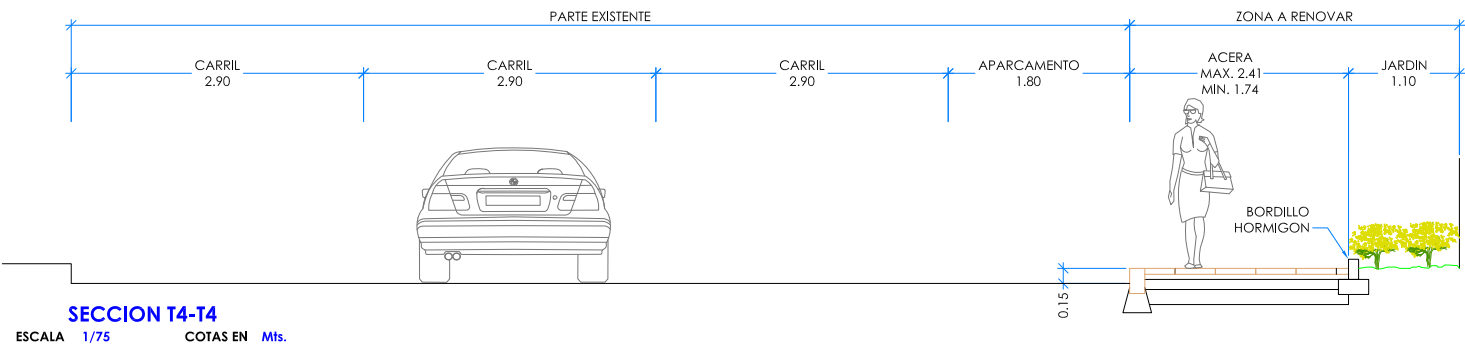 PARTE EXISTENTE
ZONA A RENOVAR
CARRIL
2.90
CARRIL
2.90
CARRIL
2.90
APARCAMENTO
1.80
ACERA
MAX. 2.41
MIN. 1.74
JARDIN
1.10
BORDILLO
HORMIGON
0.15
SECCION T4-T4
ESCALA 1/75 COTAS EN Mts.